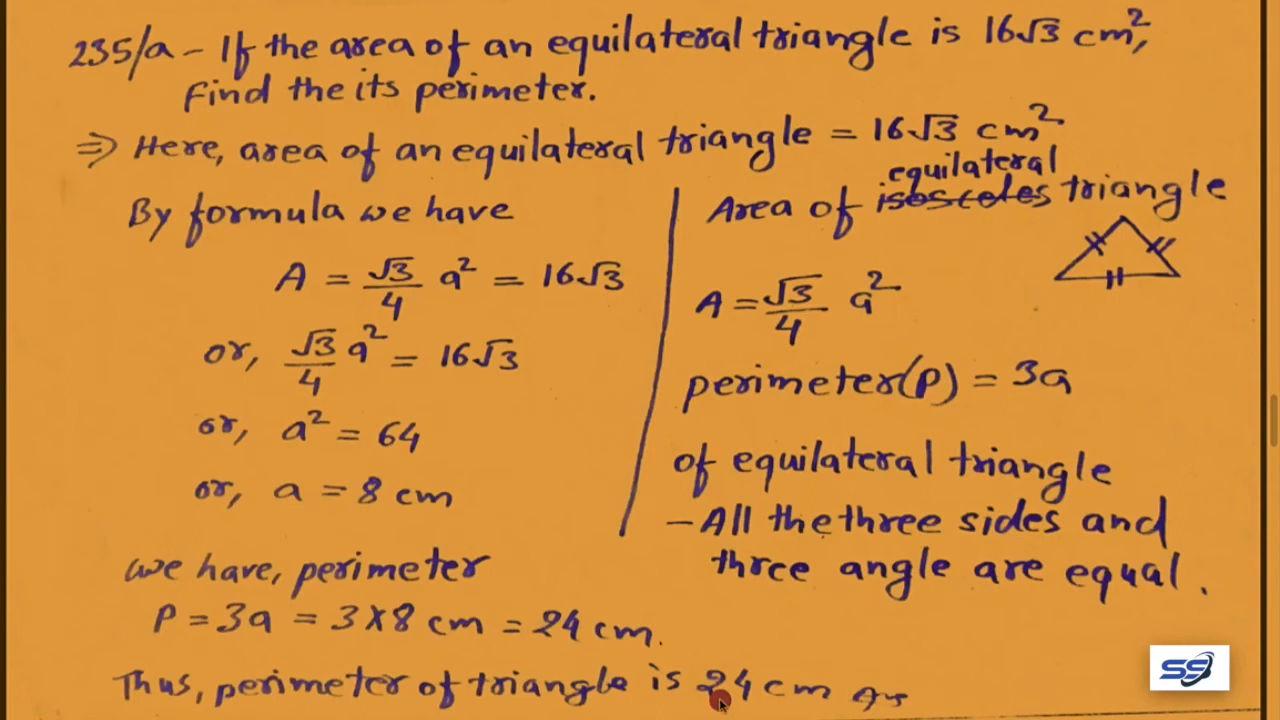 235/a - If the area of an equilateral triangle is 16√3 cm²,
Find the its perimeter.
⇒ Here, area of an equilateral triangle = 16√3 cm²
By formula we have
A = √3/4 a² = 16√3
or, √3/4 a² = 16√3
or, a² = 64
or, a = 8 cm
we have, perimeter
P = 3a = 3×8 cm = 24 cm.
Thus, perimeter of triangle is 24 cm Ans
equilateral
Area of isosceles triangle
A = √3/4 a²
perimeter(P) = 3a
of equilateral triangle
- All the three sides and
three angle are equal.
S9